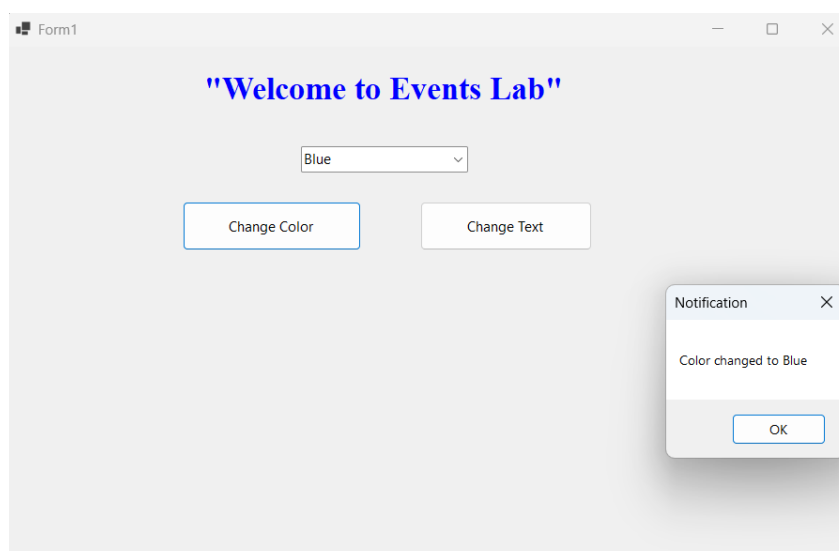 Form1
"Welcome to Events Lab"
Blue
Change Color Change Text
Notification
Color changed to Blue
OK